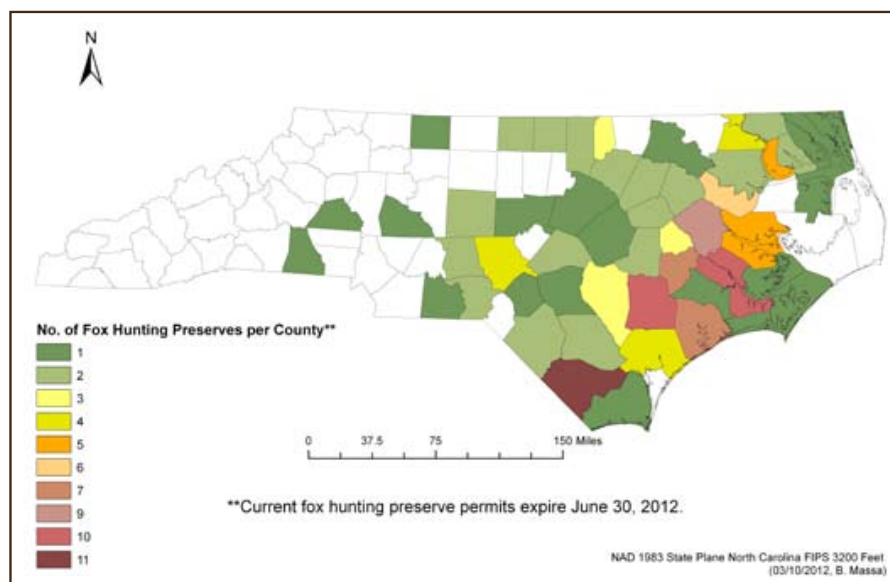 N
No. of Fox Hunting Preserves per County**
1
2
3
4
5
6
7
9
10
11
0 37.5 75 150 Miles
**Current fox hunting preserve permits expire June 30, 2012.
NAD 1983 State Plane North Carolina FIPS 3200 Feet
(03/10/2012, B. Massa)